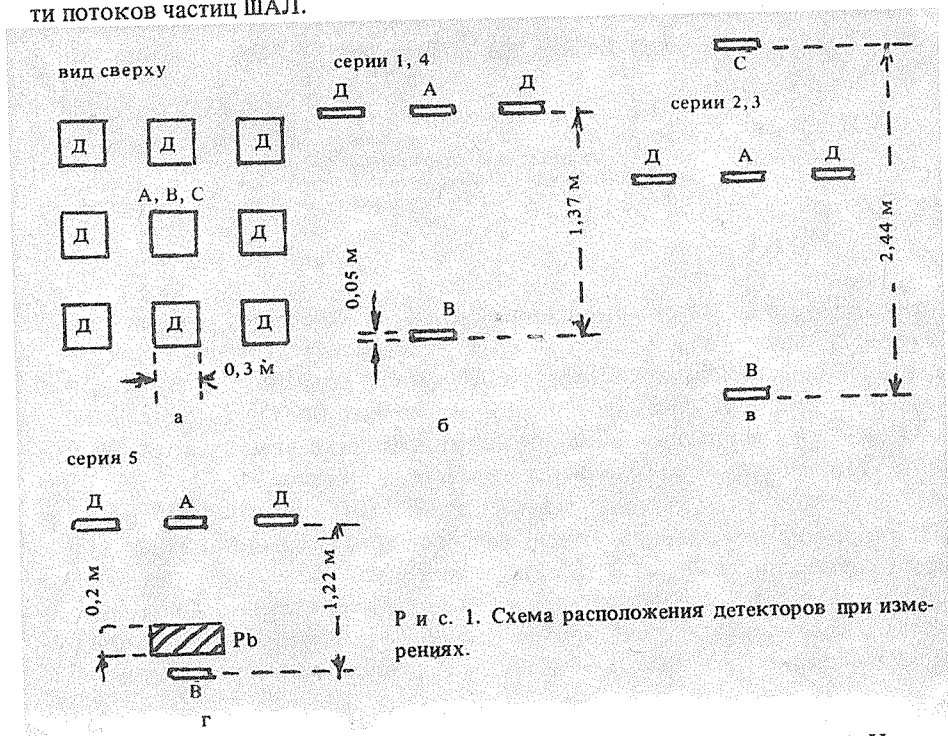 ти потоков частиц ШАЛ.
вид сверху
Д Д Д
А, В, С
Д Д
Д Д Д
0,3 м
а
серии 1, 4
Д А Д
1,37 м
0,05 м
В
б
С
серии 2,3
Д А Д
2,44 м
В
в
серия 5
Д А Д
0,2 м
1,22 м
Pb
В
г
Р и с. 1. Схема расположения детекторов при изме-
рениях.